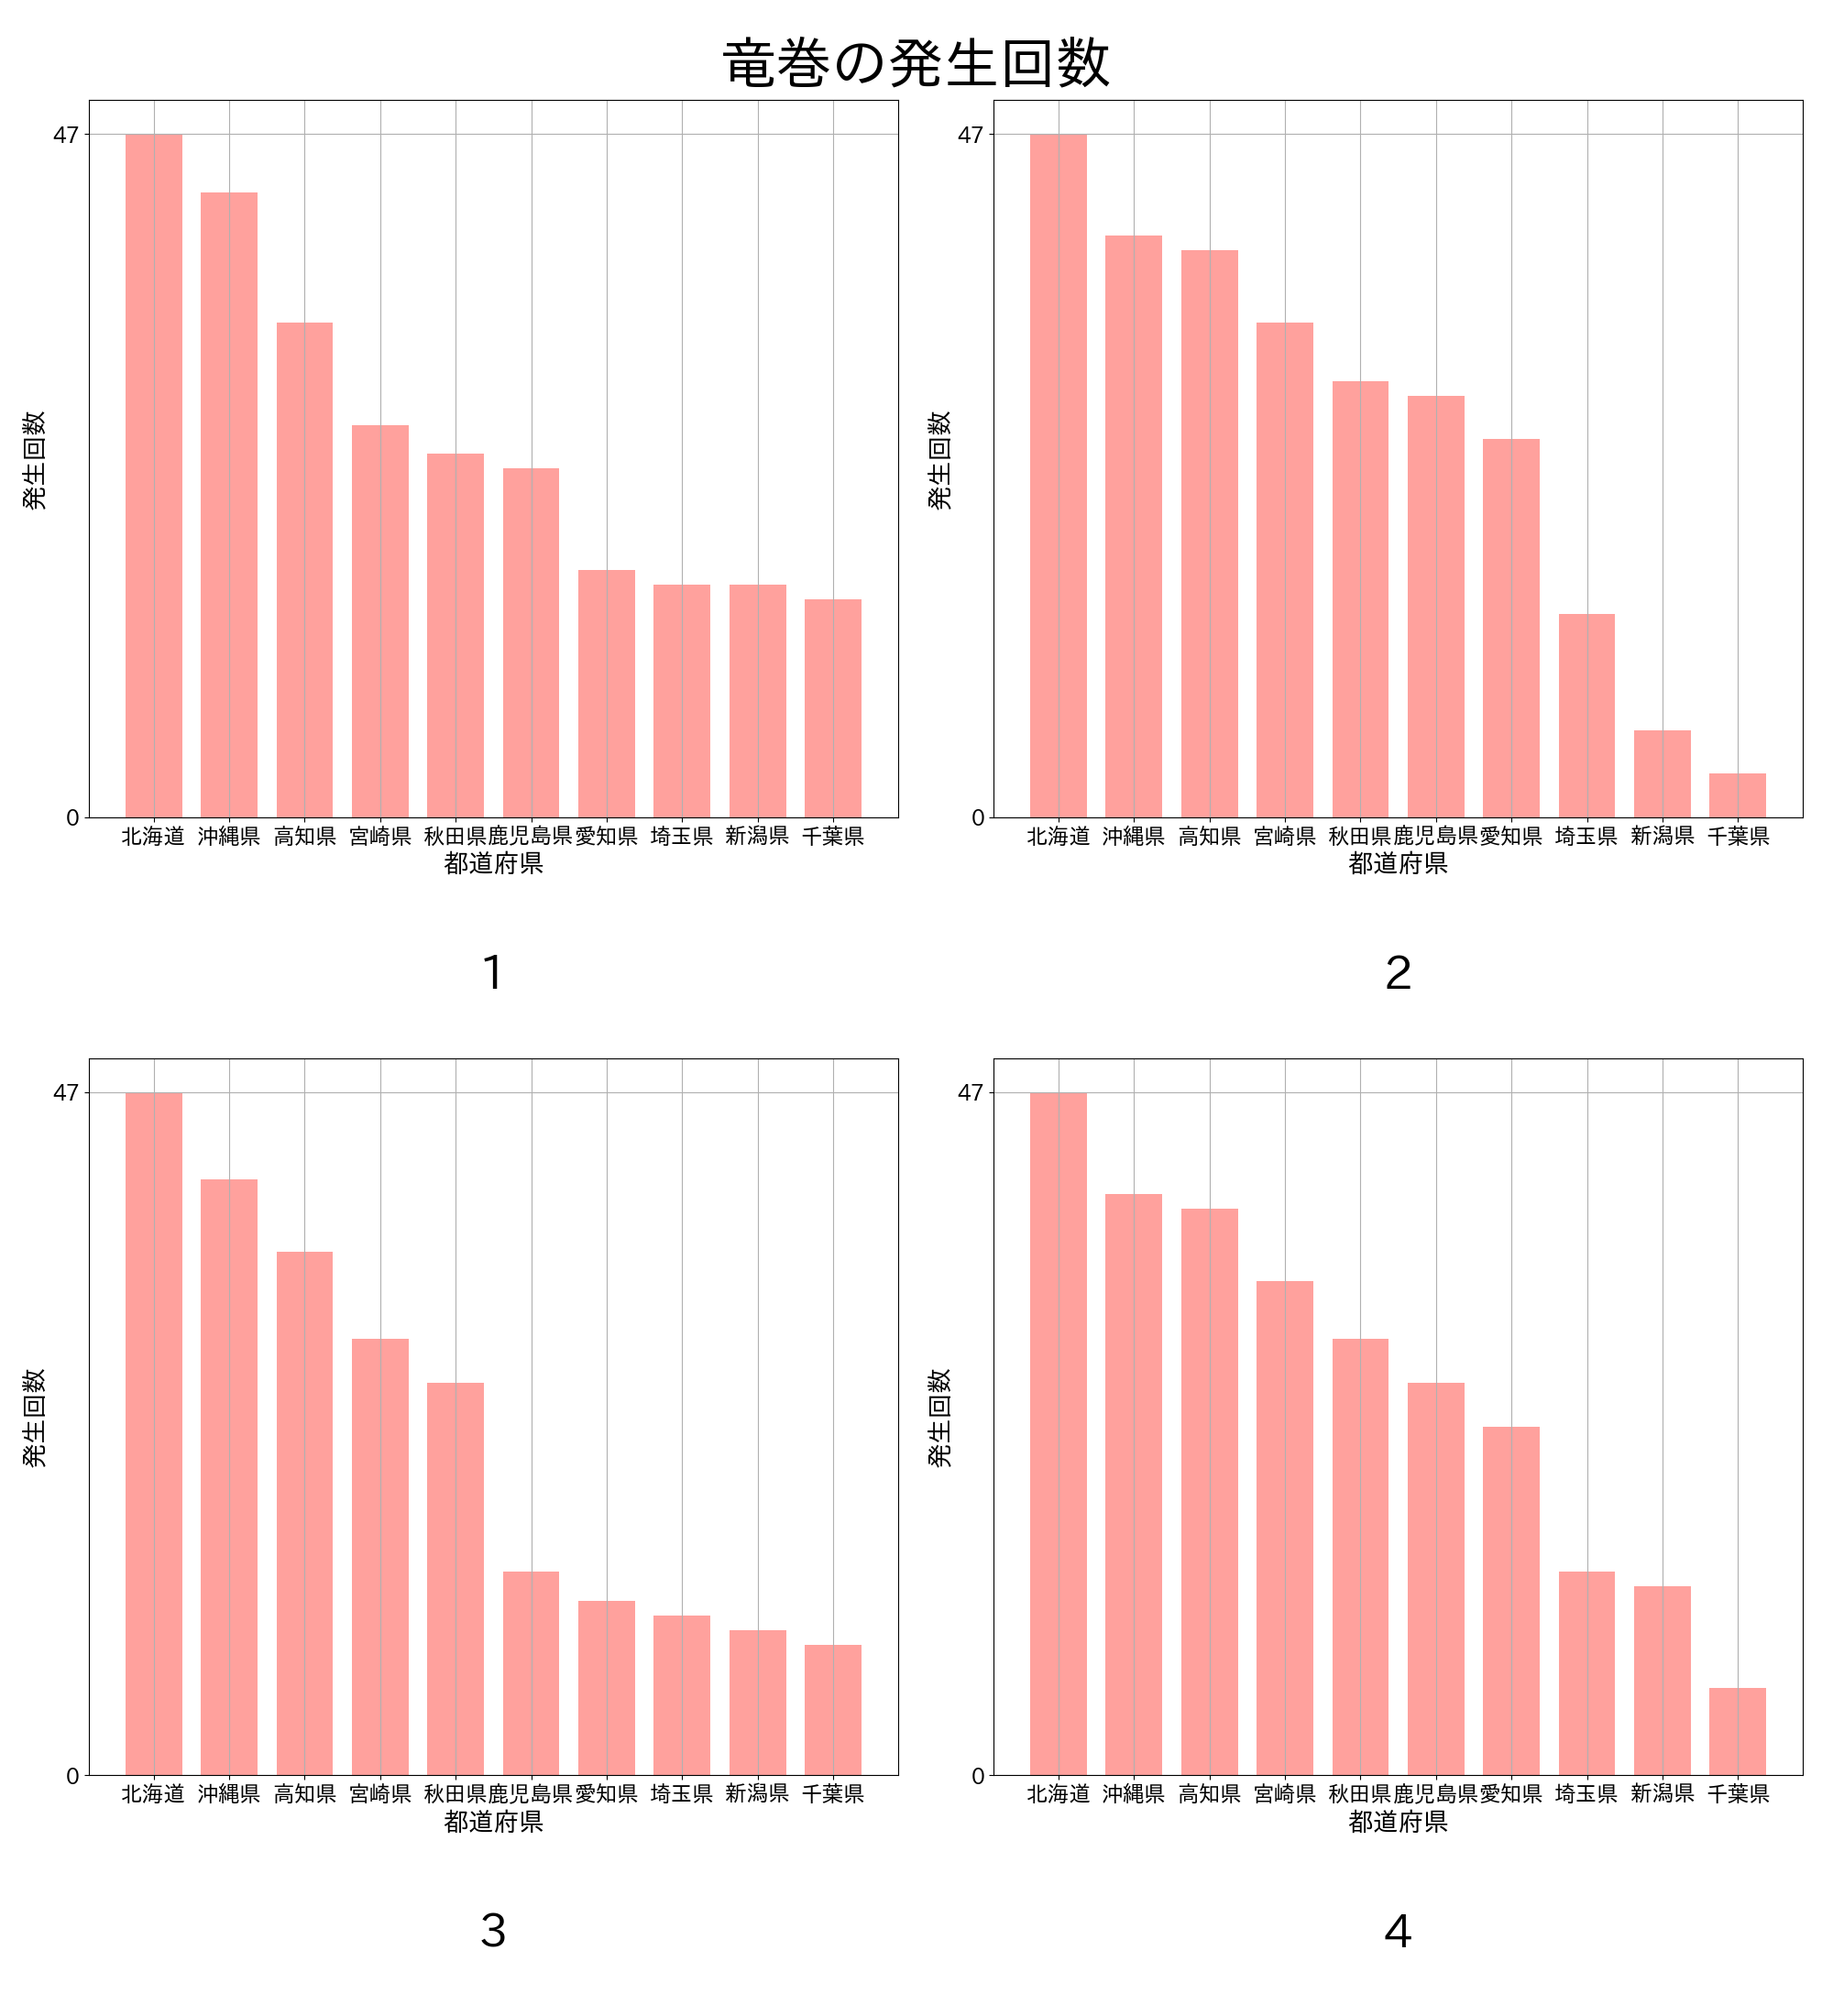 竜巻の発生回数
47
0
発生回数
北海道 沖縄県 高知県 宮崎県 秋田県 鹿児島県 愛知県 埼玉県 新潟県 千葉県
都道府県
1
47
0
発生回数
北海道 沖縄県 高知県 宮崎県 秋田県 鹿児島県 愛知県 埼玉県 新潟県 千葉県
都道府県
2
47
0
発生回数
北海道 沖縄県 高知県 宮崎県 秋田県 鹿児島県 愛知県 埼玉県 新潟県 千葉県
都道府県
3
47
0
発生回数
北海道 沖縄県 高知県 宮崎県 秋田県 鹿児島県 愛知県 埼玉県 新潟県 千葉県
都道府県
4